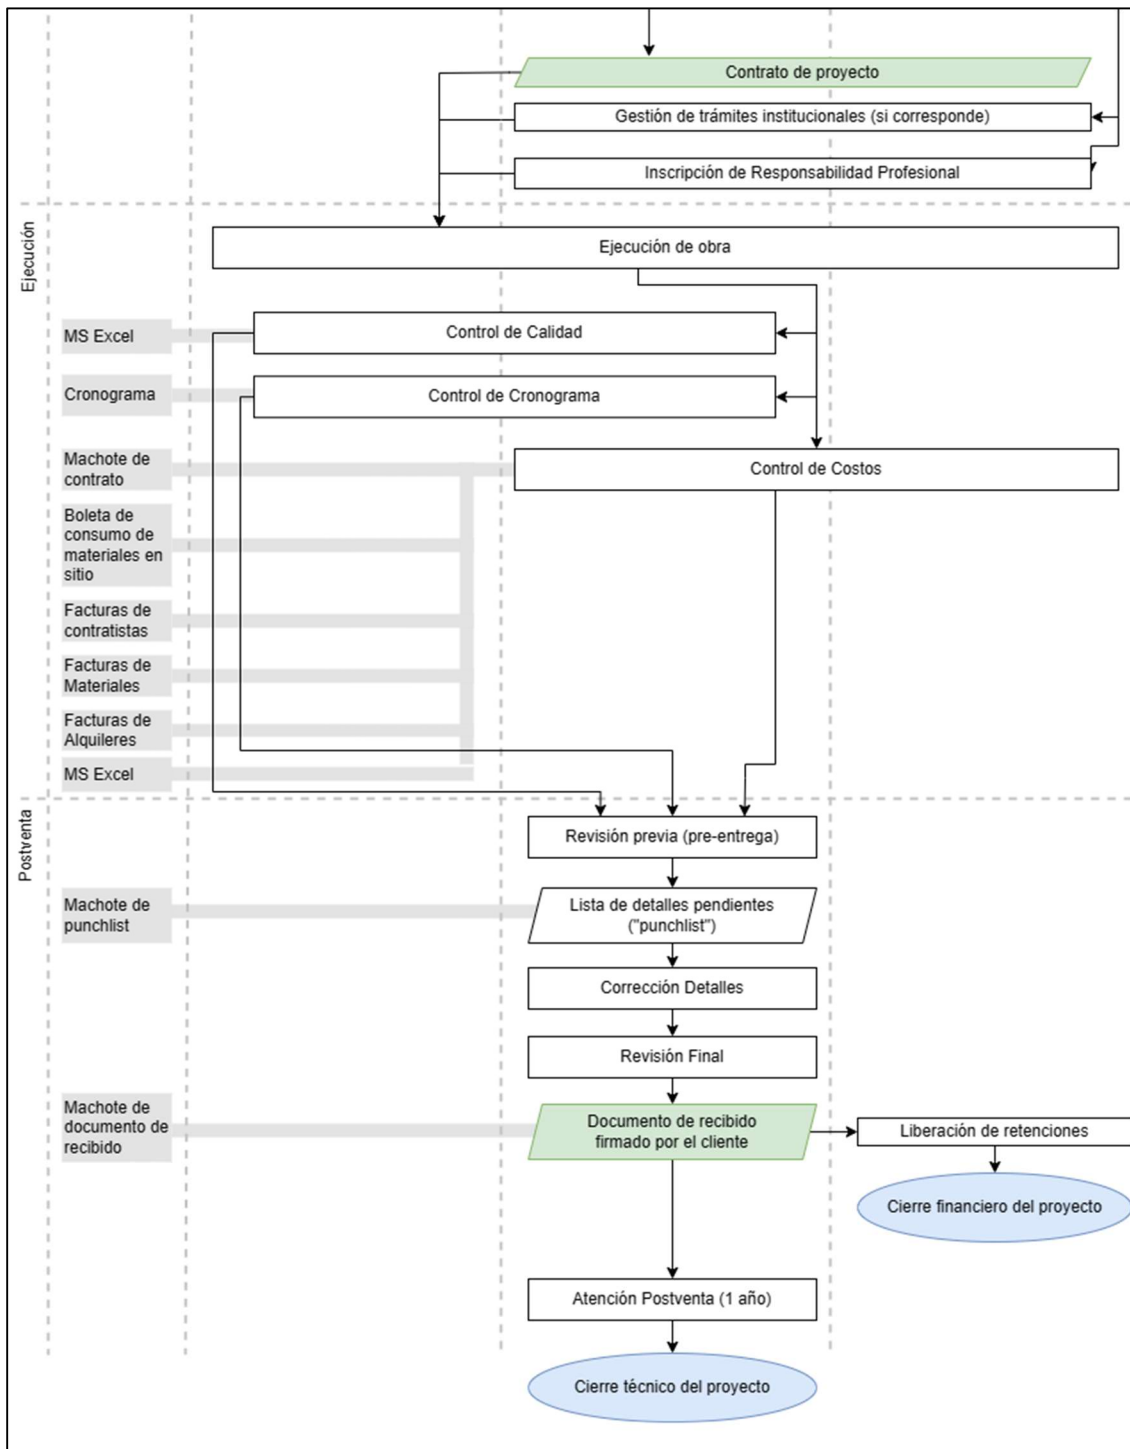 Contrato de proyecto
Gestión de trámites institucionales (si corresponde)
Inscripción de Responsabilidad Profesional
Ejecución
Ejecución de obra
MS Excel
Control de Calidad
Cronograma
Control de Cronograma
Machote de
contrato
Control de Costos
Boleta de
consumo de
materiales en
sitio
Facturas de
contratistas
Facturas de
Materiales
Facturas de
Alquileres
MS Excel
Postventa
Revisión previa (pre-entrega)
Machote de
punchlist
Lista de detalles pendientes
("punchlist")
Corrección Detalles
Revisión Final
Machote de
documento de
recibido
Documento de recibido
firmado por el cliente
Liberación de retenciones
Cierre financiero del proyecto
Atención Postventa (1 año)
Cierre técnico del proyecto